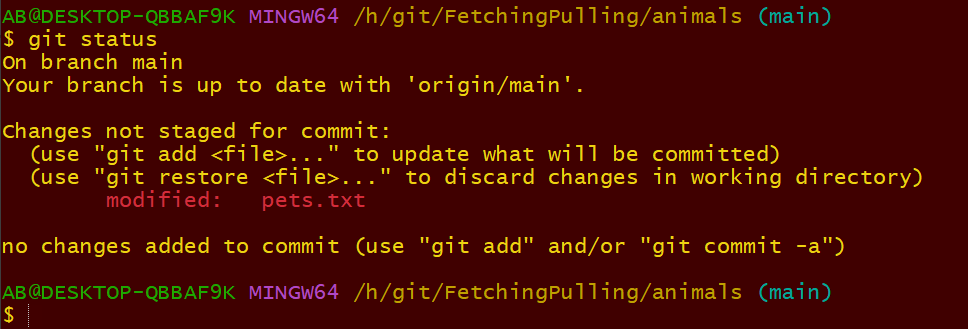 AB@DESKTOP-QBBAF9K MINGW64 /h/git/FetchingPulling/animals (main)
$ git status
On branch main
Your branch is up to date with 'origin/main'.

Changes not staged for commit:
  (use "git add <file>..." to update what will be committed)
  (use "git restore <file>..." to discard changes in working directory)
        modified:   pets.txt

no changes added to commit (use "git add" and/or "git commit -a")

AB@DESKTOP-QBBAF9K MINGW64 /h/git/FetchingPulling/animals (main)
$